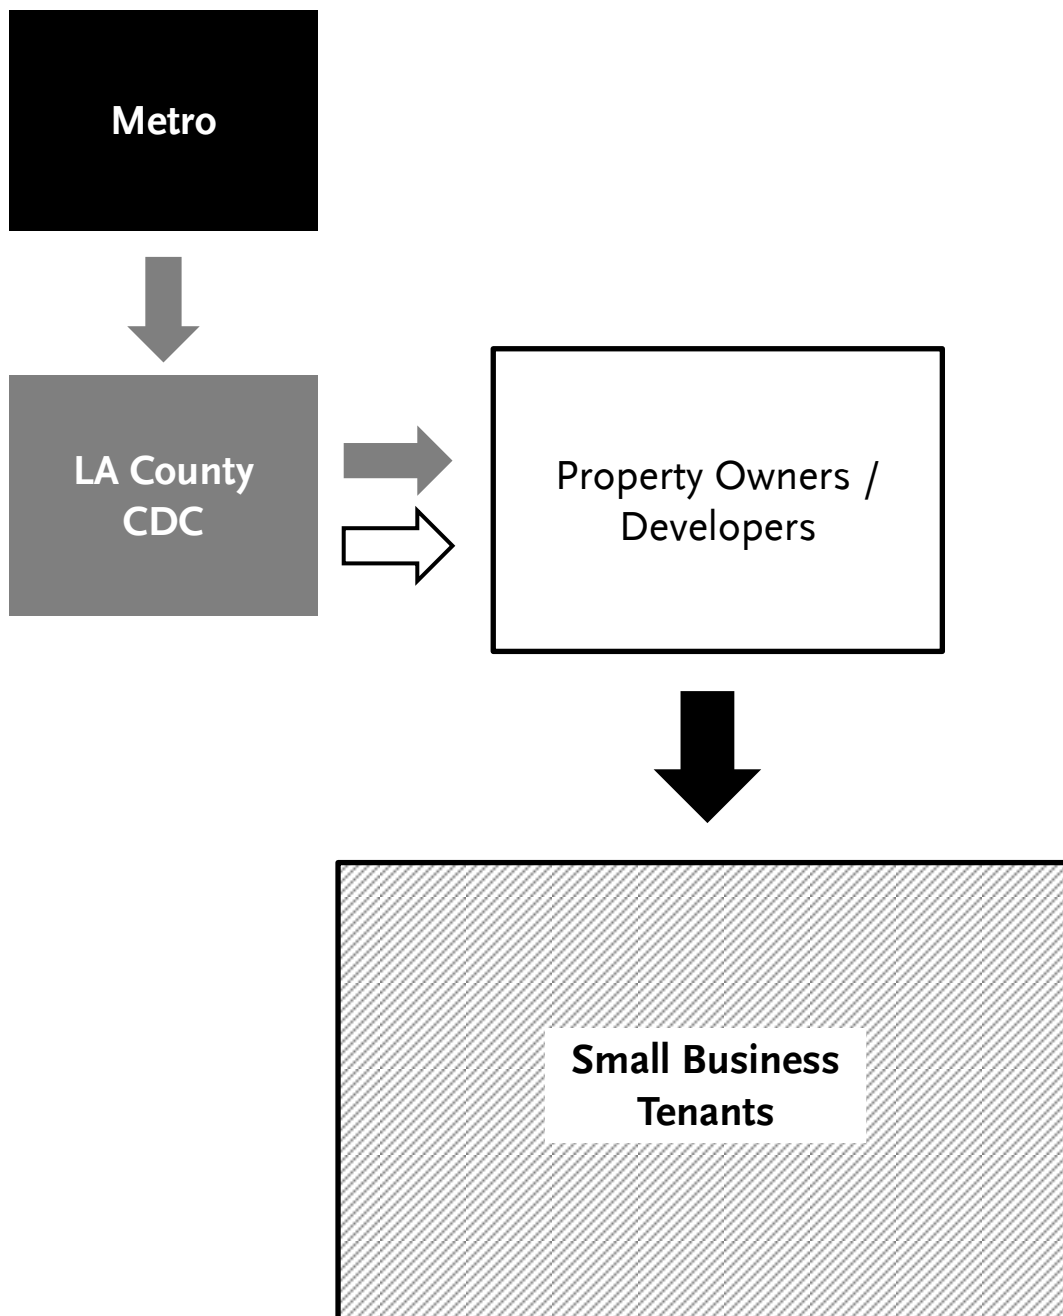 Metro
LA County
CDC
Property Owners /
Developers
Small Business
Tenants